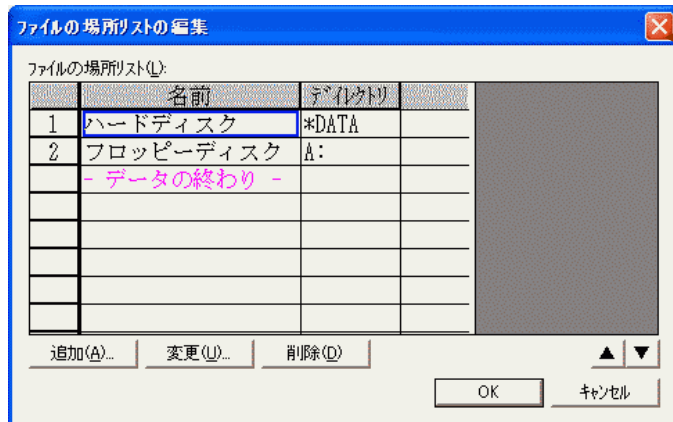 ファイルの場所リストの編集
ファイルの場所リスト(L):
名前 ディレクトリ
1 ハードディスク *DATA
2 フロッピーディスク A:
- データの終わり -
追加(A)... 変更(U)... 削除(D) ▲ ▼
OK キャンセル